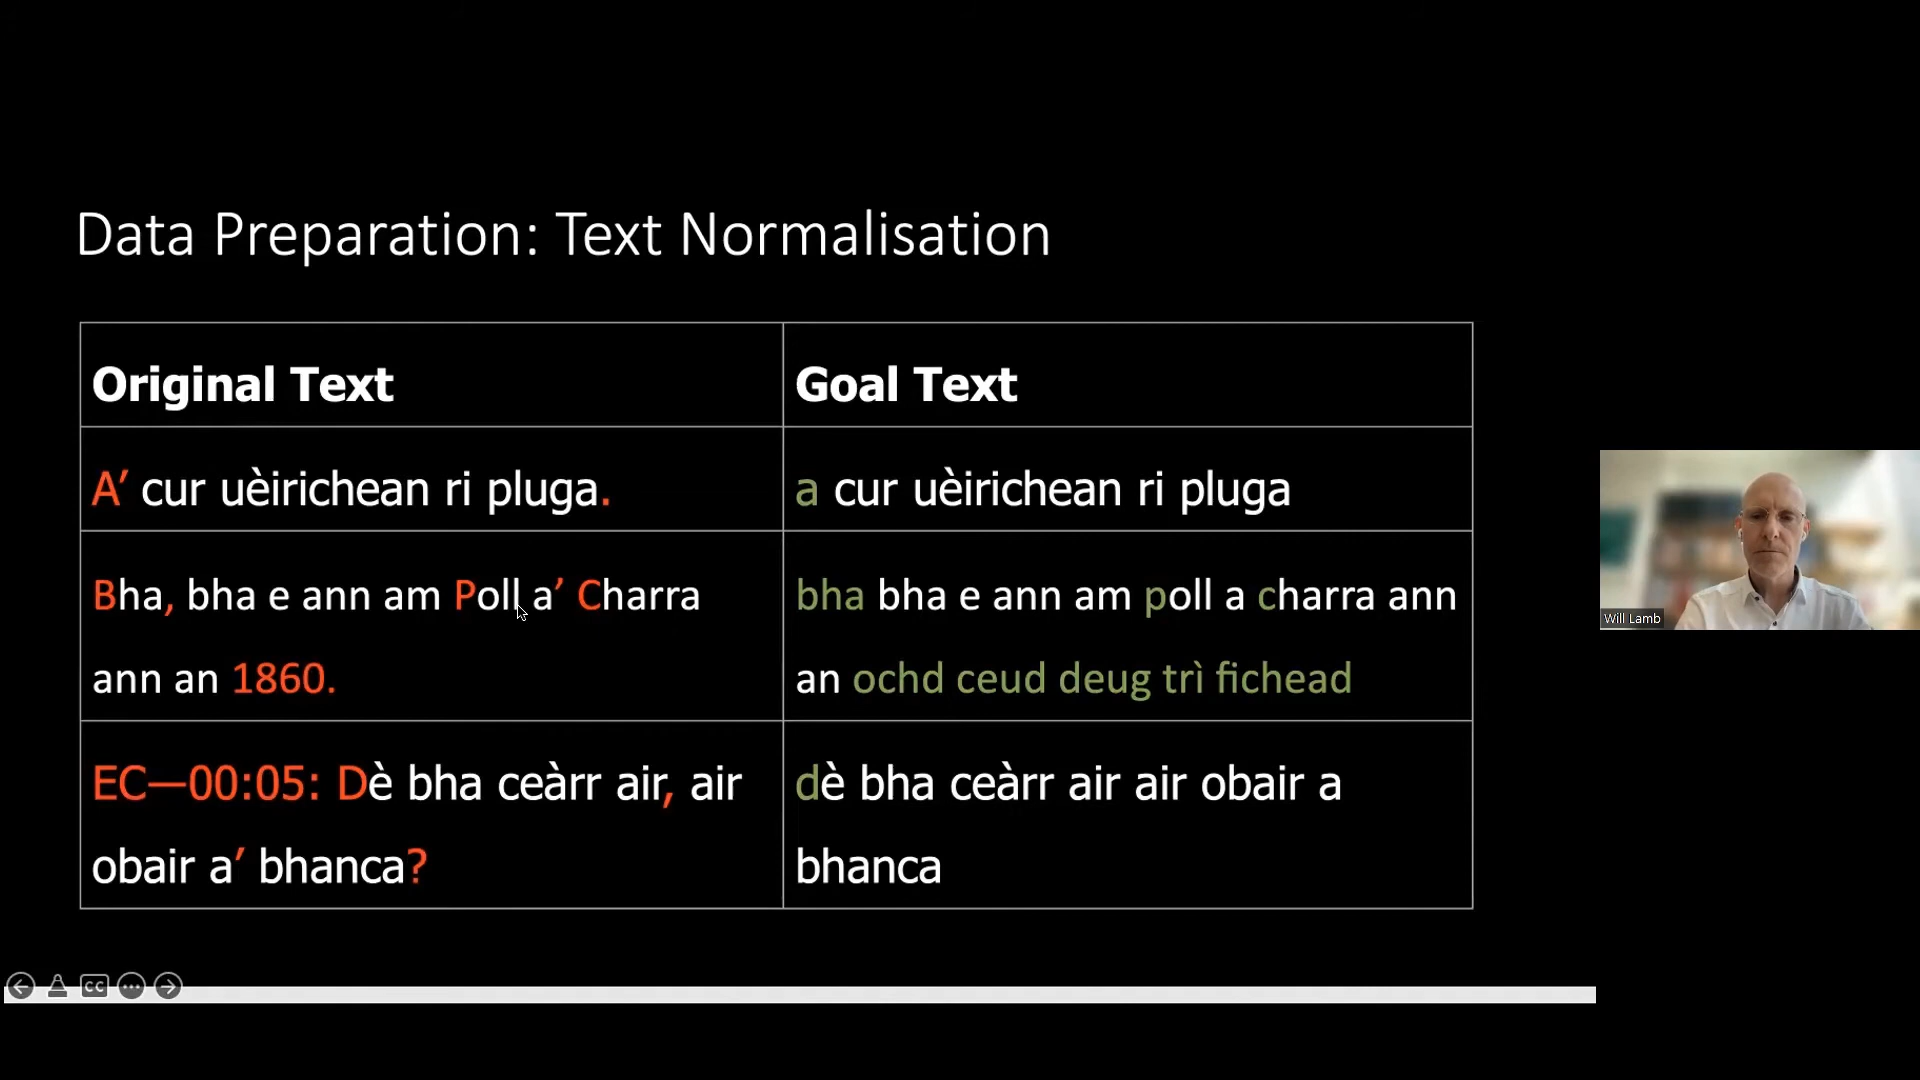 Data Preparation: Text Normalisation
Original Text
Goal Text
A’ cur uèirichean ri pluga.
a cur uèirichean ri pluga
Bha, bha e ann am Poll a’ Charra
ann an 1860.
bha bha e ann am poll a charra ann
an ochd ceud deug trì fichead
EC—00:05: Dè bha ceàrr air, air
obair a’ bhanca?
dè bha ceàrr air air obair a
bhanca
Will Lamb
CC